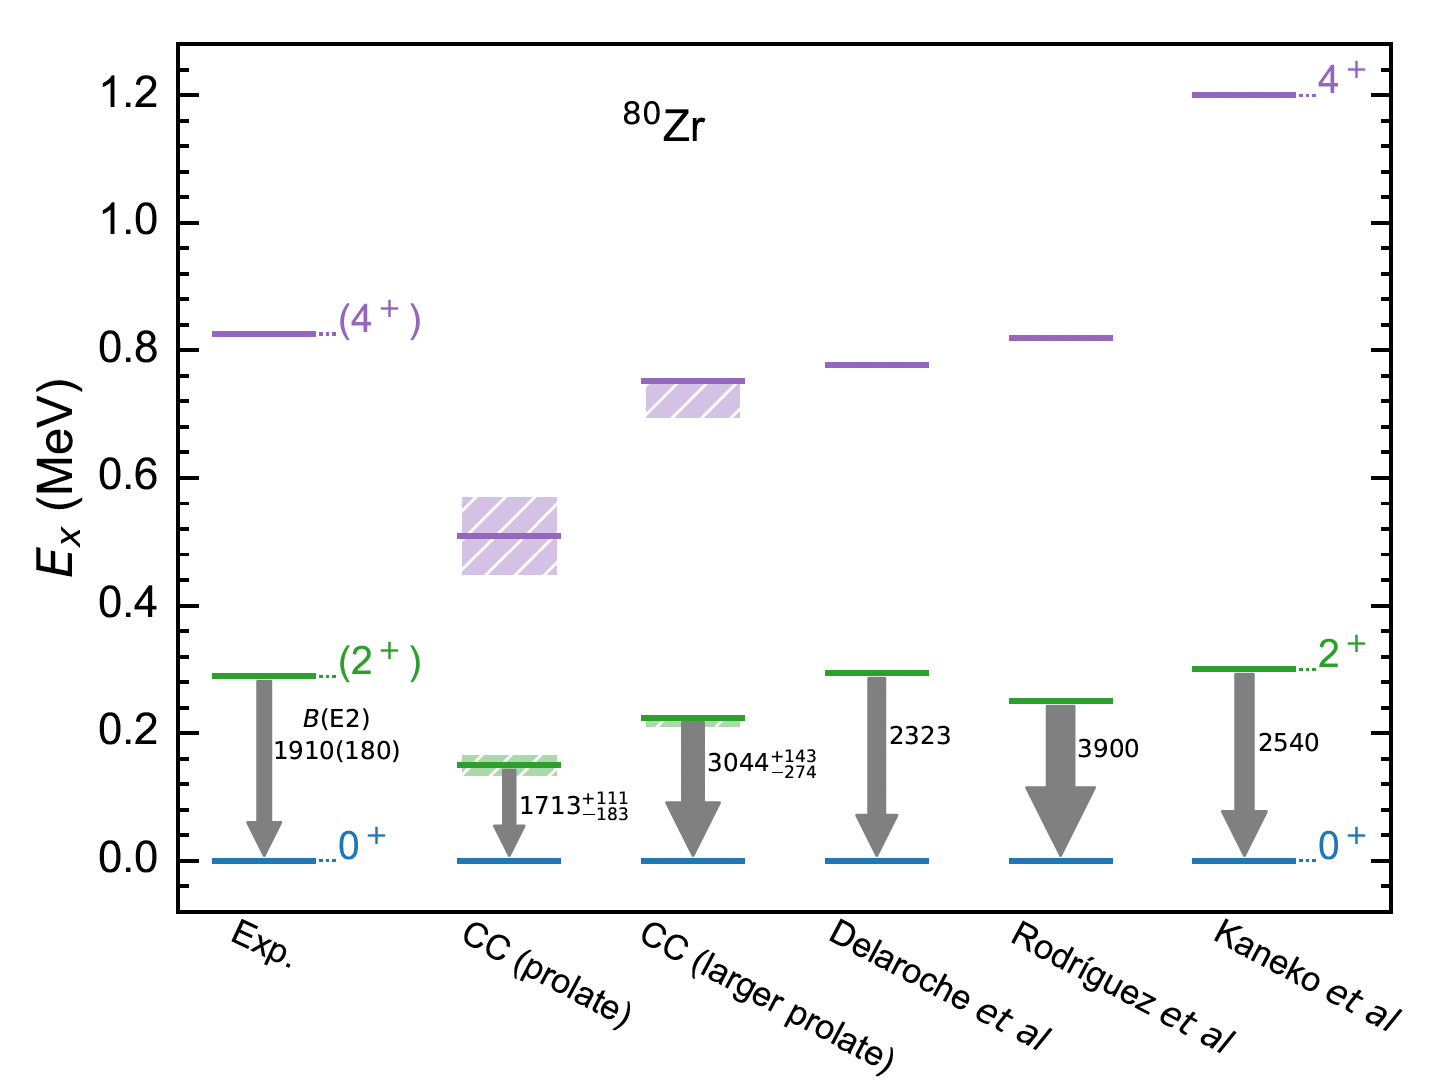 ⁸⁰Zr
E_x (MeV)
1.2
1.0
0.8
0.6
0.4
0.2
0.0
4⁺
(4⁺)
(2⁺)
2⁺
B(E2)
1910(180)
1713⁺¹¹¹₋₁₈₃
3044⁺¹⁴³₋₂₇₄
2323
3900
2540
0⁺
0⁺
Exp.
CC (prolate)
CC (larger prolate)
Delaroche et al
Rodríguez et al
Kaneko et al